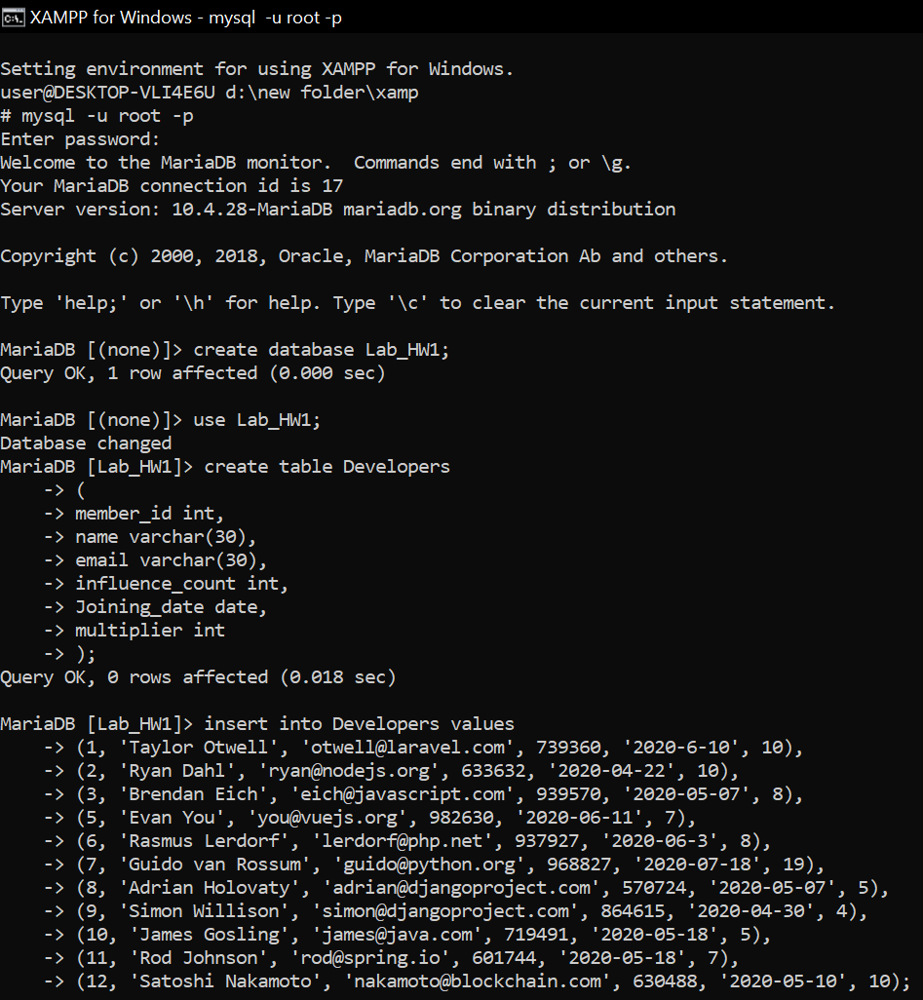 XAMPP for Windows - mysql  -u root -p
Setting environment for using XAMPP for Windows.
user@DESKTOP-VLI4E6U d:\new folder\xamp
# mysql -u root -p
Enter password:
Welcome to the MariaDB monitor.  Commands end with ; or \g.
Your MariaDB connection id is 17
Server version: 10.4.28-MariaDB mariadb.org binary distribution
Copyright (c) 2000, 2018, Oracle, MariaDB Corporation Ab and others.
Type 'help;' or '\h' for help. Type '\c' to clear the current input statement.
MariaDB [(none)]> create database Lab_HW1;
Query OK, 1 row affected (0.000 sec)
MariaDB [(none)]> use Lab_HW1;
Database changed
MariaDB [Lab_HW1]> create table Developers
    -> (
    -> member_id int,
    -> name varchar(30),
    -> email varchar(30),
    -> influence_count int,
    -> Joining_date date,
    -> multiplier int
    -> );
Query OK, 0 rows affected (0.018 sec)
MariaDB [Lab_HW1]> insert into Developers values
    -> (1, 'Taylor Otwell', 'otwell@laravel.com', 739360, '2020-6-10', 10),
    -> (2, 'Ryan Dahl', 'ryan@nodejs.org', 633632, '2020-04-22', 10),
    -> (3, 'Brendan Eich', 'eich@javascript.com', 939570, '2020-05-07', 8),
    -> (5, 'Evan You', 'you@vuejs.org', 982630, '2020-06-11', 7),
    -> (6, 'Rasmus Lerdorf', 'lerdorf@php.net', 937927, '2020-06-3', 8),
    -> (7, 'Guido van Rossum', 'guido@python.org', 968827, '2020-07-18', 19),
    -> (8, 'Adrian Holovaty', 'adrian@djangoproject.com', 570724, '2020-05-07', 5),
    -> (9, 'Simon Willison', 'simon@djangoproject.com', 864615, '2020-04-30', 4),
    -> (10, 'James Gosling', 'james@java.com', 719491, '2020-05-18', 5),
    -> (11, 'Rod Johnson', 'rod@spring.io', 601744, '2020-05-18', 7),
    -> (12, 'Satoshi Nakamoto', 'nakamoto@blockchain.com', 630488, '2020-05-10', 10);